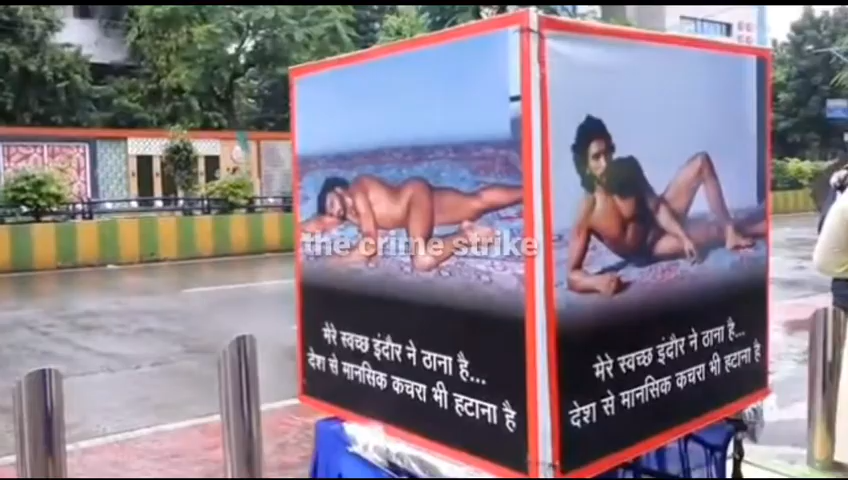 the crime strike
मेरे स्वच्छ इंदौर ने ठाना है...
देश से मानसिक कचरा भी हटाना है
मेरे स्वच्छ इंदौर ने ठाना है...
देश से मानसिक कचरा भी हटाना है